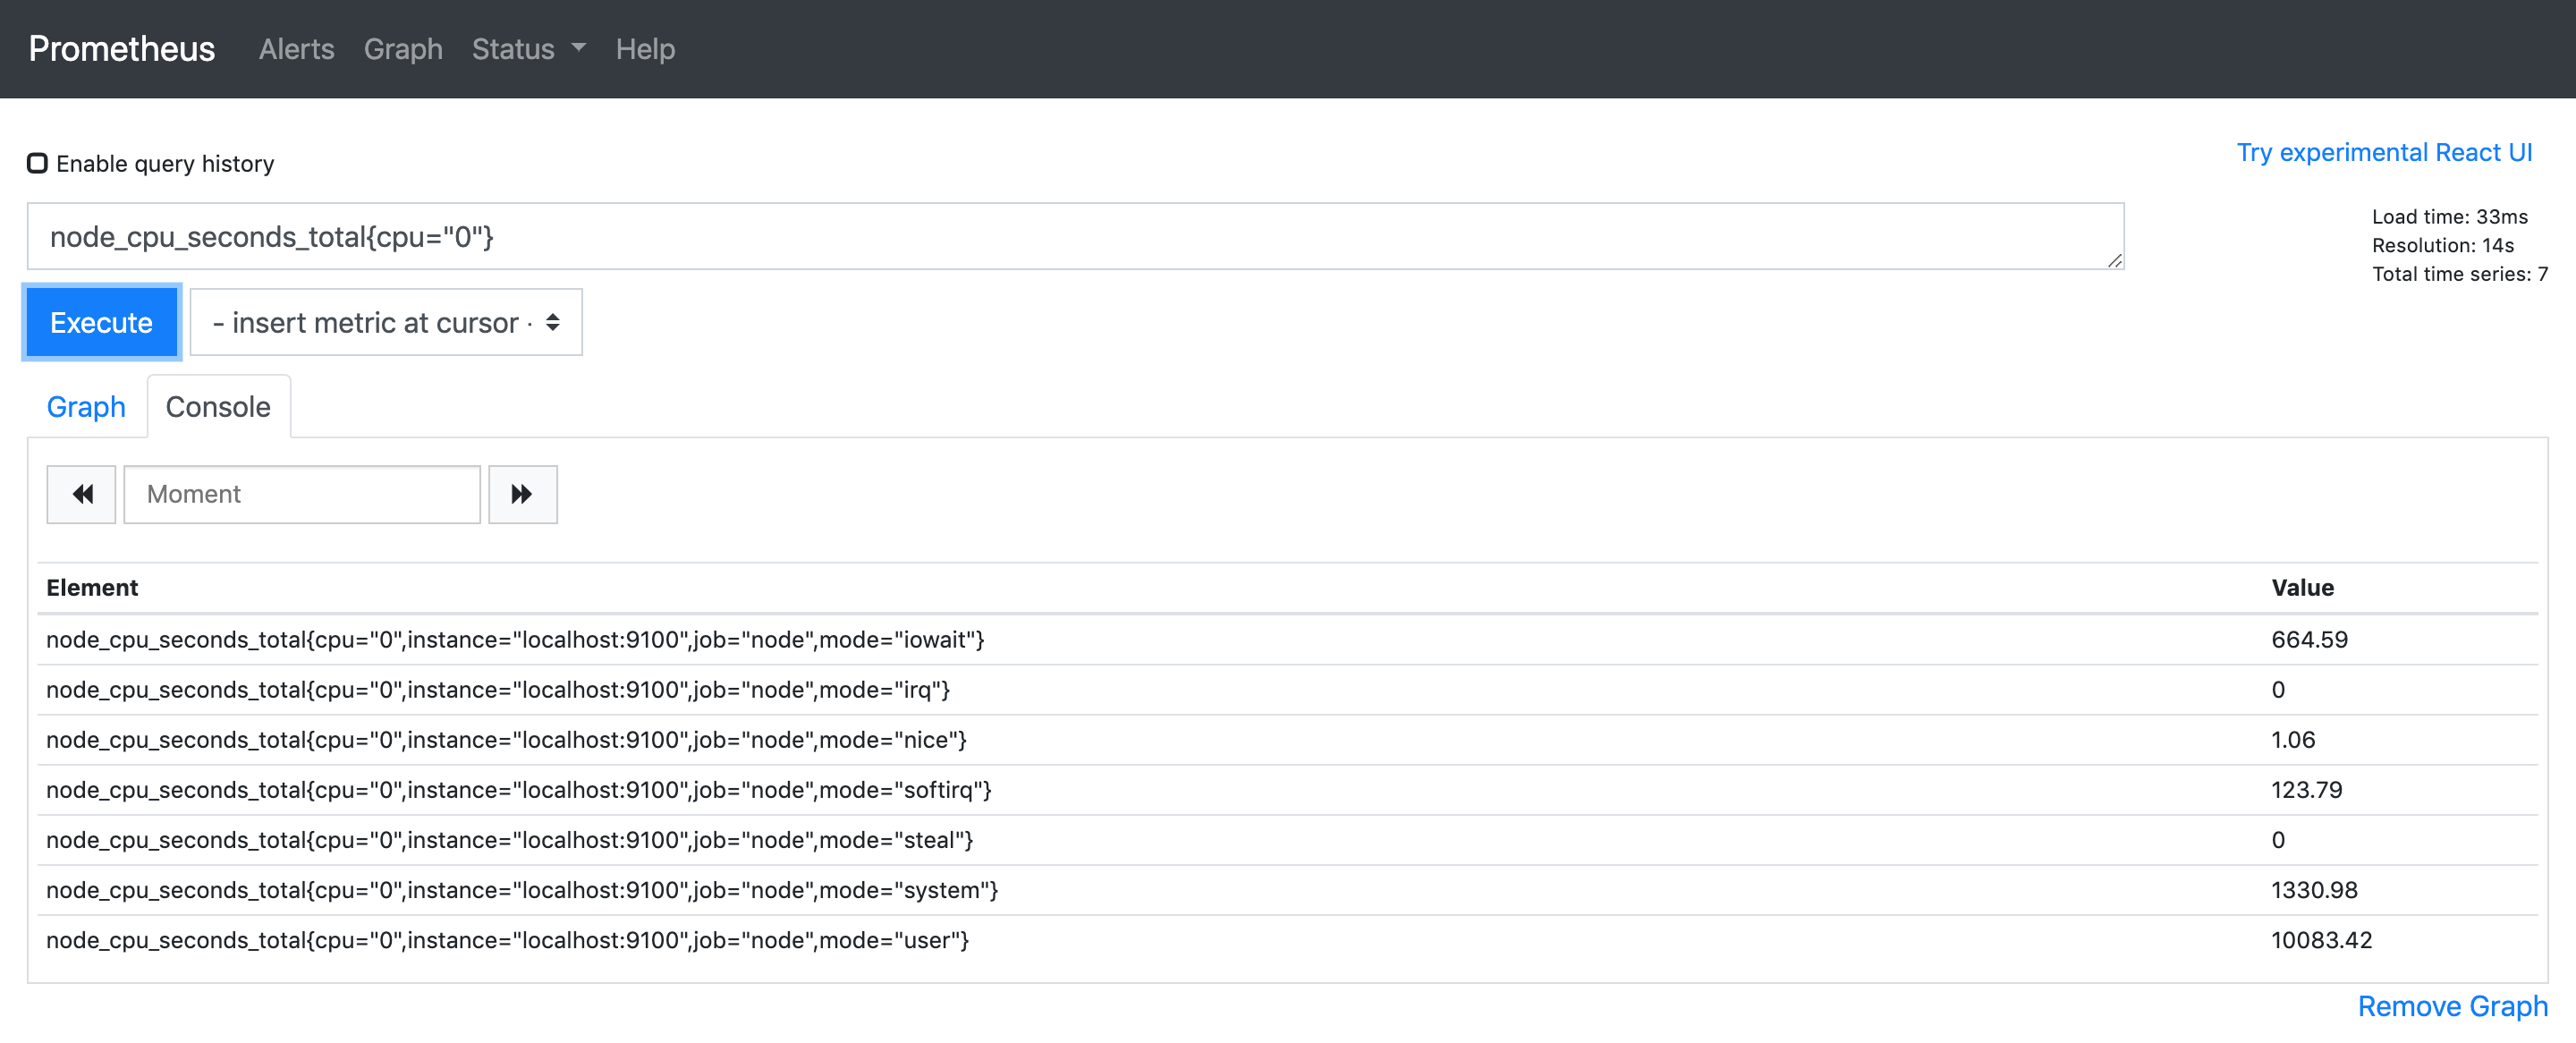 Prometheus Alerts Graph Status Help
Enable query history
Try experimental React UI
node_cpu_seconds_total{cpu="0"}
Load time: 33ms
Resolution: 14s
Total time series: 7
Execute
- insert metric at cursor -
Graph Console
Moment
Element Value
node_cpu_seconds_total{cpu="0",instance="localhost:9100",job="node",mode="iowait"} 664.59
node_cpu_seconds_total{cpu="0",instance="localhost:9100",job="node",mode="irq"} 0
node_cpu_seconds_total{cpu="0",instance="localhost:9100",job="node",mode="nice"} 1.06
node_cpu_seconds_total{cpu="0",instance="localhost:9100",job="node",mode="softirq"} 123.79
node_cpu_seconds_total{cpu="0",instance="localhost:9100",job="node",mode="steal"} 0
node_cpu_seconds_total{cpu="0",instance="localhost:9100",job="node",mode="system"} 1330.98
node_cpu_seconds_total{cpu="0",instance="localhost:9100",job="node",mode="user"} 10083.42
Remove Graph